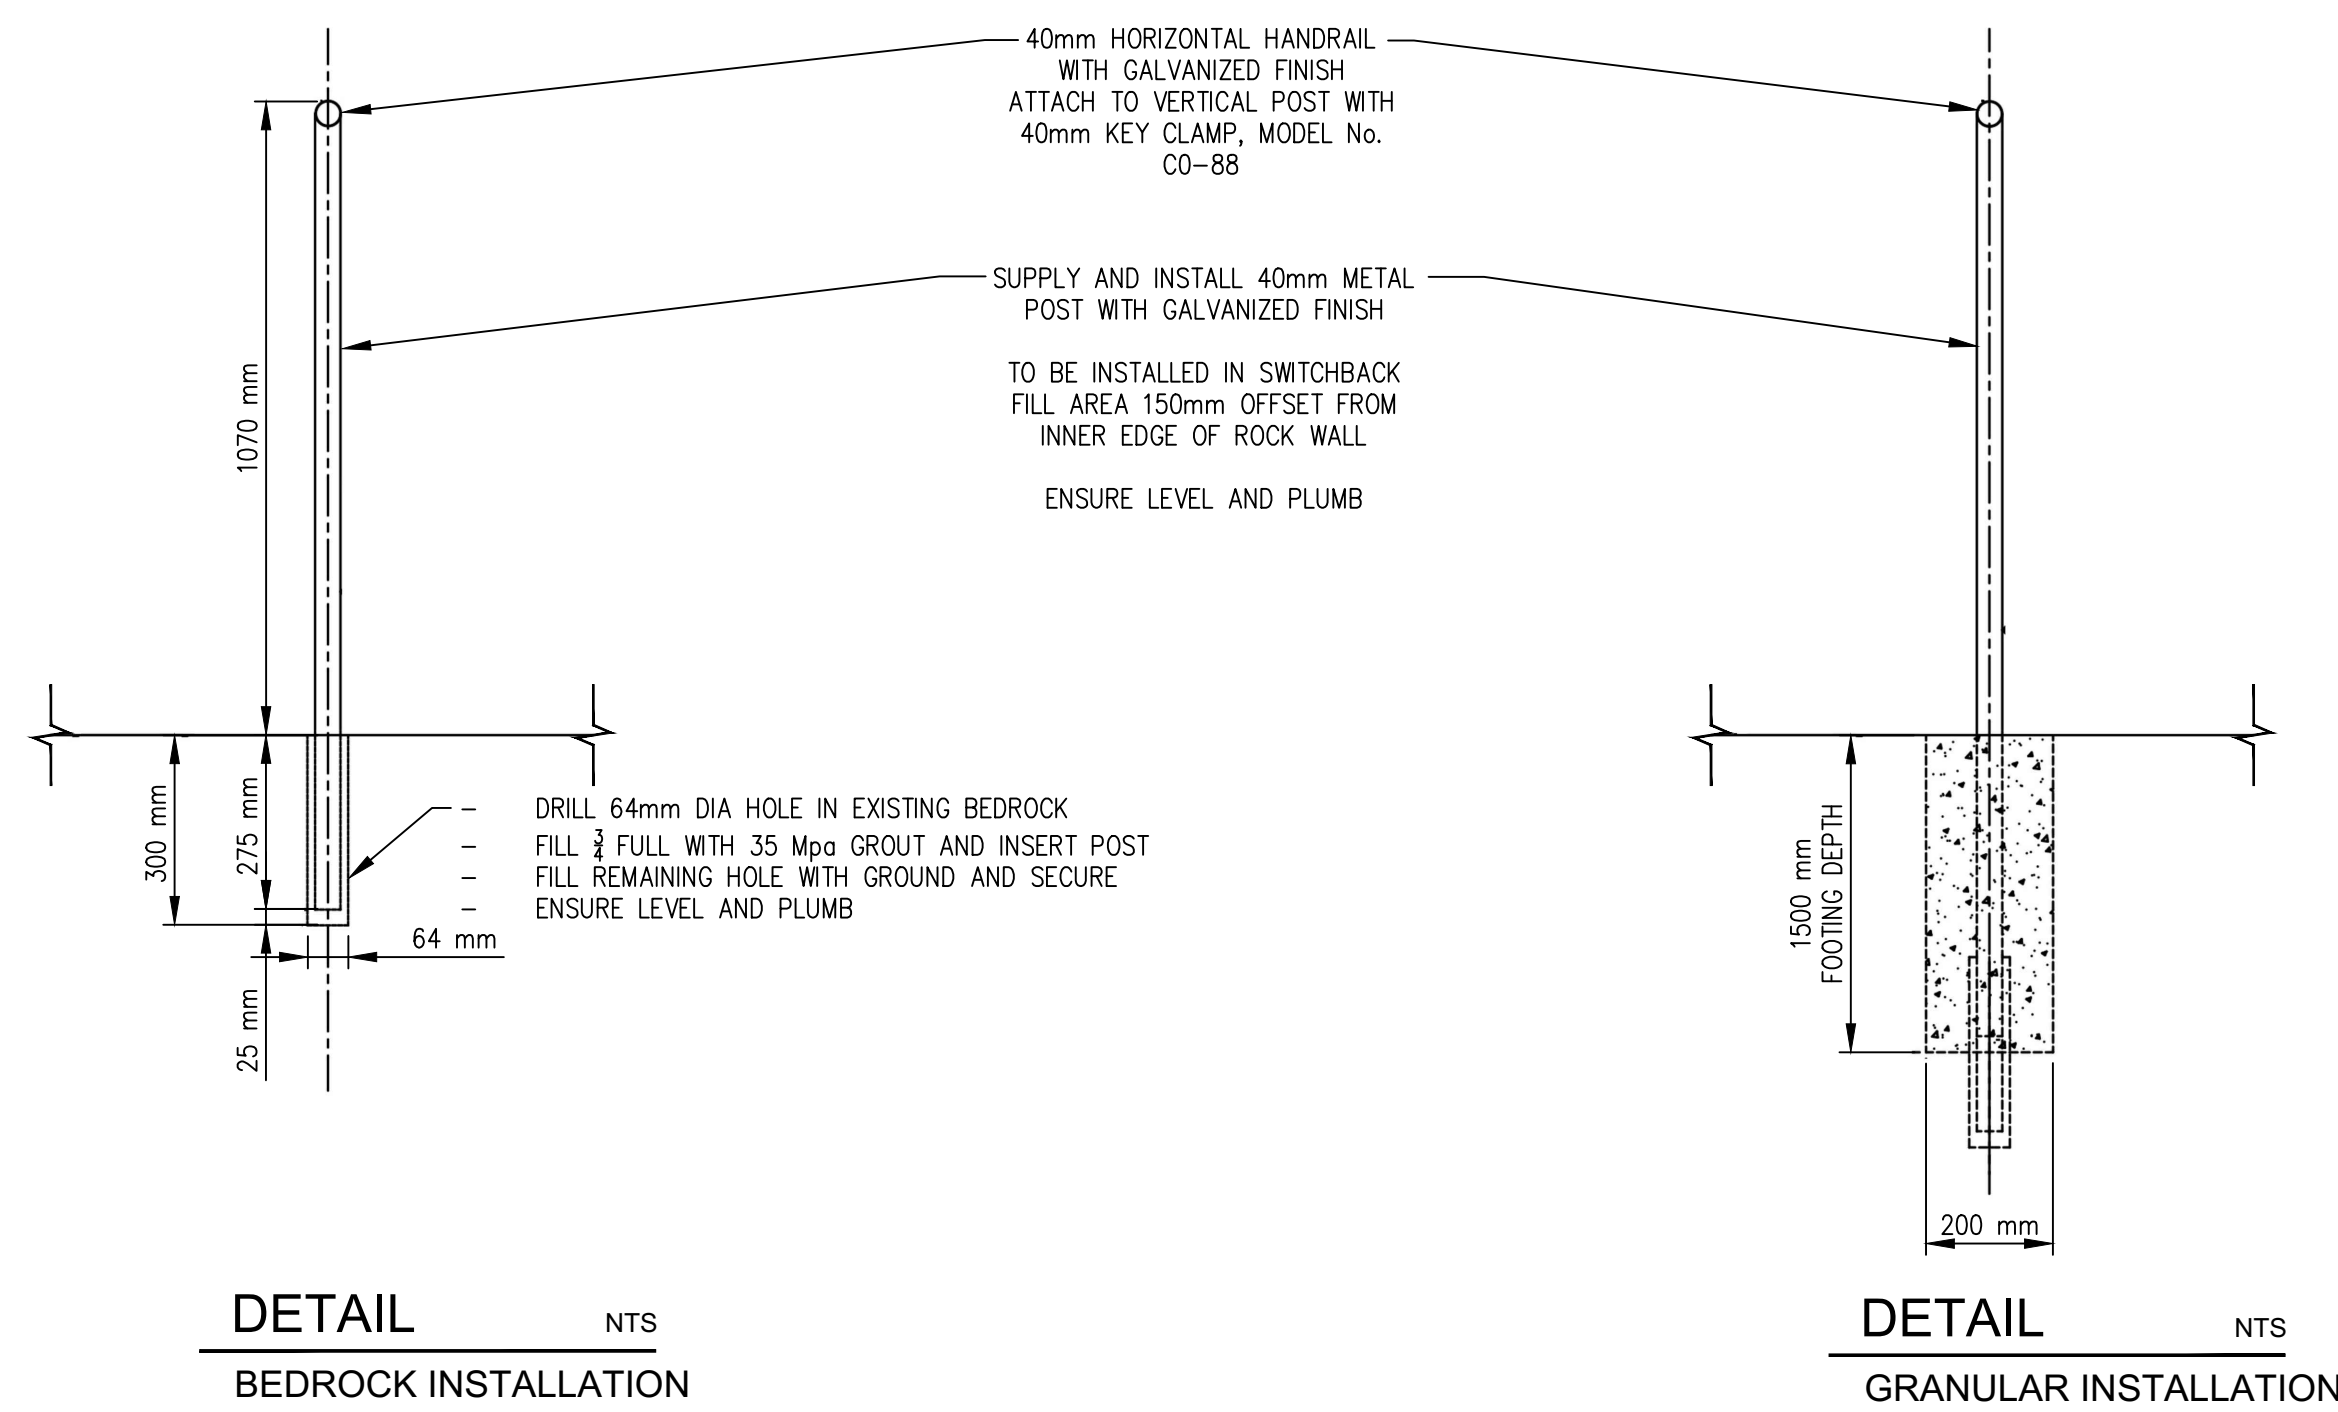 40mm HORIZONTAL HANDRAIL
WITH GALVANIZED FINISH
ATTACH TO VERTICAL POST WITH
40mm KEY CLAMP, MODEL No.
C0-88
SUPPLY AND INSTALL 40mm METAL
POST WITH GALVANIZED FINISH
TO BE INSTALLED IN SWITCHBACK
FILL AREA 150mm OFFSET FROM
INNER EDGE OF ROCK WALL
ENSURE LEVEL AND PLUMB
1070 mm
300 mm
275 mm
- DRILL 64mm DIA HOLE IN EXISTING BEDROCK
- FILL 3/4 FULL WITH 35 Mpa GROUT AND INSERT POST
- FILL REMAINING HOLE WITH GROUND AND SECURE
- ENSURE LEVEL AND PLUMB
64 mm
25 mm
1500 mm
FOOTING DEPTH
200 mm
DETAIL NTS
BEDROCK INSTALLATION
DETAIL NTS
GRANULAR INSTALLATION